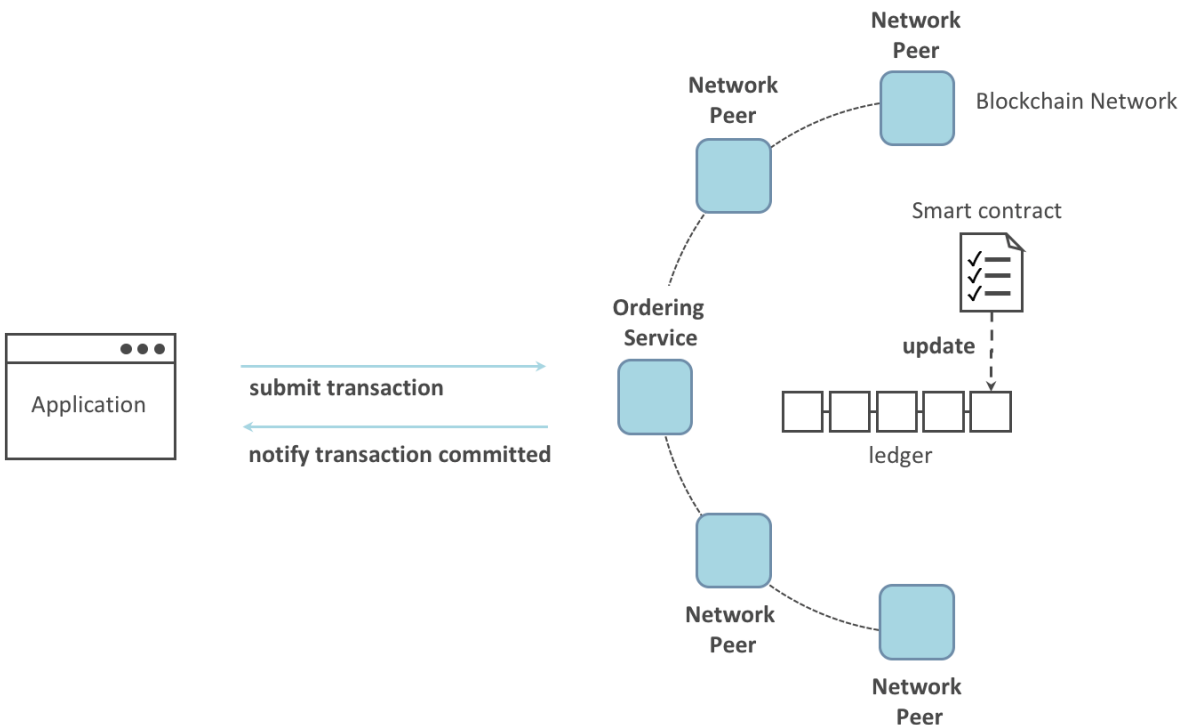 Network
Peer
Network
Peer
Blockchain Network
Smart contract
Ordering
Service
update
Application
submit transaction
notify transaction committed
ledger
Network
Peer
Network
Peer